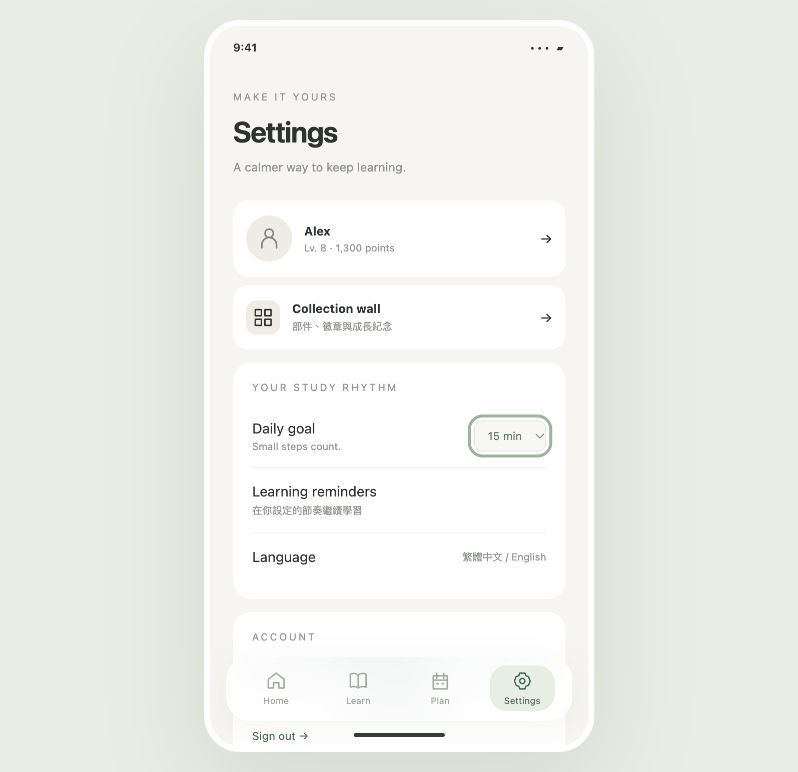 9:41
MAKE IT YOURS
Settings
A calmer way to keep learning.
Alex
Lv. 8 · 1,300 points
Collection wall
部件、徽章與成長紀念
YOUR STUDY RHYTHM
Daily goal
Small steps count.
15 min
Learning reminders
在你設定的節奏繼續學習
Language
繁體中文 / English
ACCOUNT
Home
Learn
Plan
Settings
Sign out →